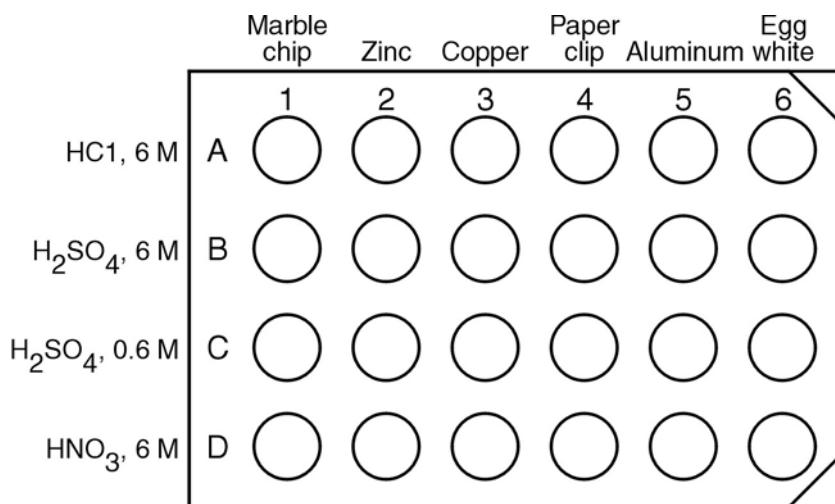 Marble chip
Zinc
Copper
Paper clip
Aluminum
Egg white
1 2 3 4 5 6
HC1, 6 M A
H₂SO₄, 6 M B
H₂SO₄, 0.6 M C
HNO₃, 6 M D